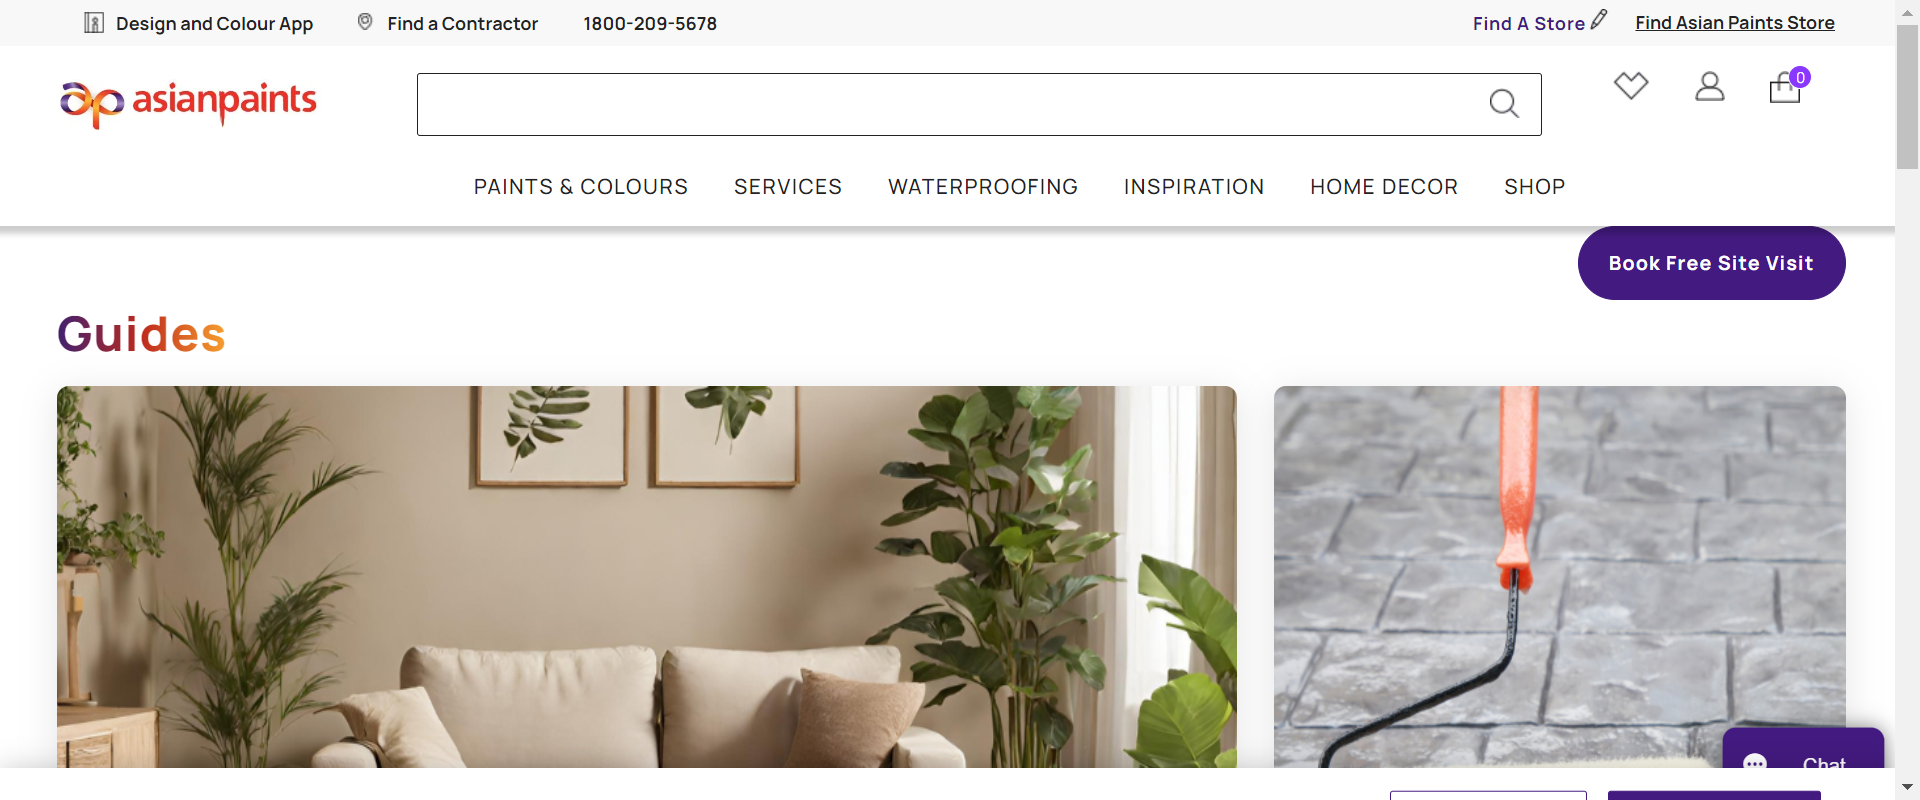 Design and Colour App Find a Contractor 1800-209-5678 Find A Store Find Asian Paints Store
asianpaints
0
PAINTS & COLOURS SERVICES WATERPROOFING INSPIRATION HOME DECOR SHOP
Book Free Site Visit
Guides
Chat